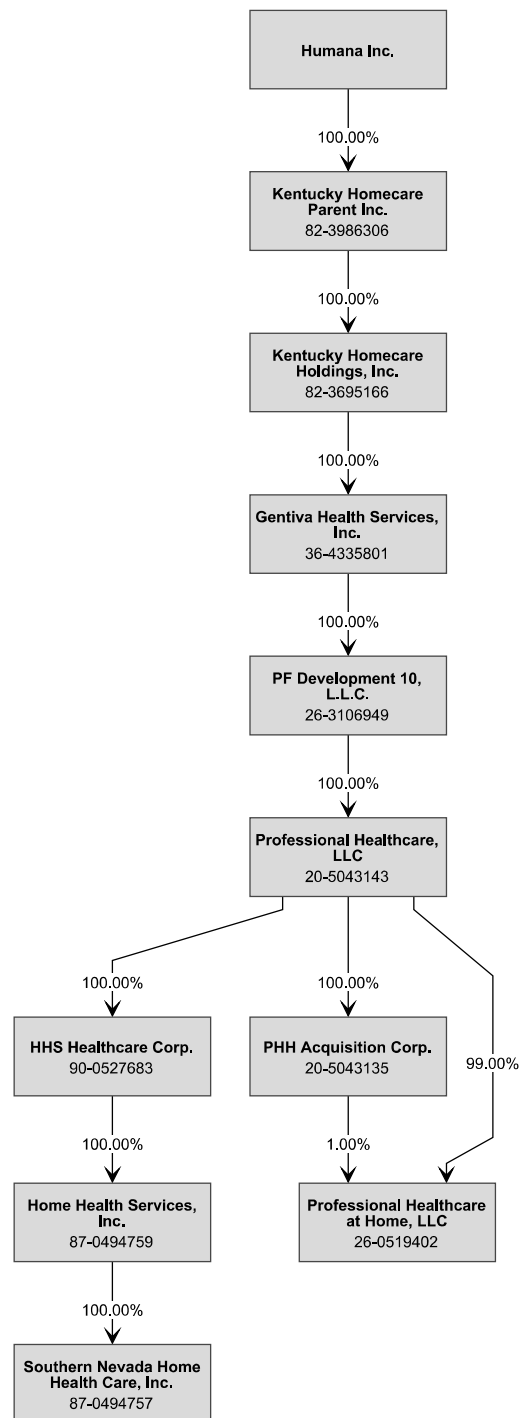 Humana Inc.
100.00%
Kentucky Homecare
Parent Inc.
82-3986306
100.00%
Kentucky Homecare
Holdings, Inc.
82-3695166
100.00%
Gentiva Health Services,
Inc.
36-4335801
100.00%
PF Development 10,
L.L.C.
26-3106949
100.00%
Professional Healthcare,
LLC
20-5043143
100.00%
100.00%
99.00%
HHS Healthcare Corp.
90-0527683
PHH Acquisition Corp.
20-5043135
100.00%
1.00%
Home Health Services,
Inc.
87-0494759
Professional Healthcare
at Home, LLC
26-0519402
100.00%
Southern Nevada Home
Health Care, Inc.
87-0494757